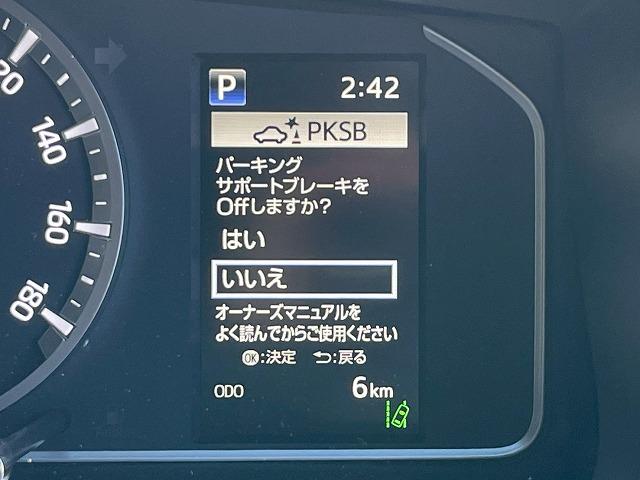 120
140
160
180
P 2:42
PKSB
パーキング
サポートブレーキを
Offしますか?
はい
いいえ
オーナーズマニュアルを
よく読んでからご使用ください
OK:決定 :戻る
ODO 6km